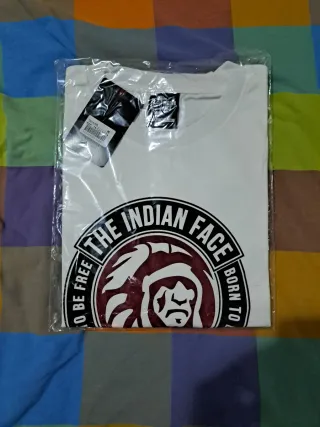 THE INDIAN FACE
O BE FREE
BORN TO